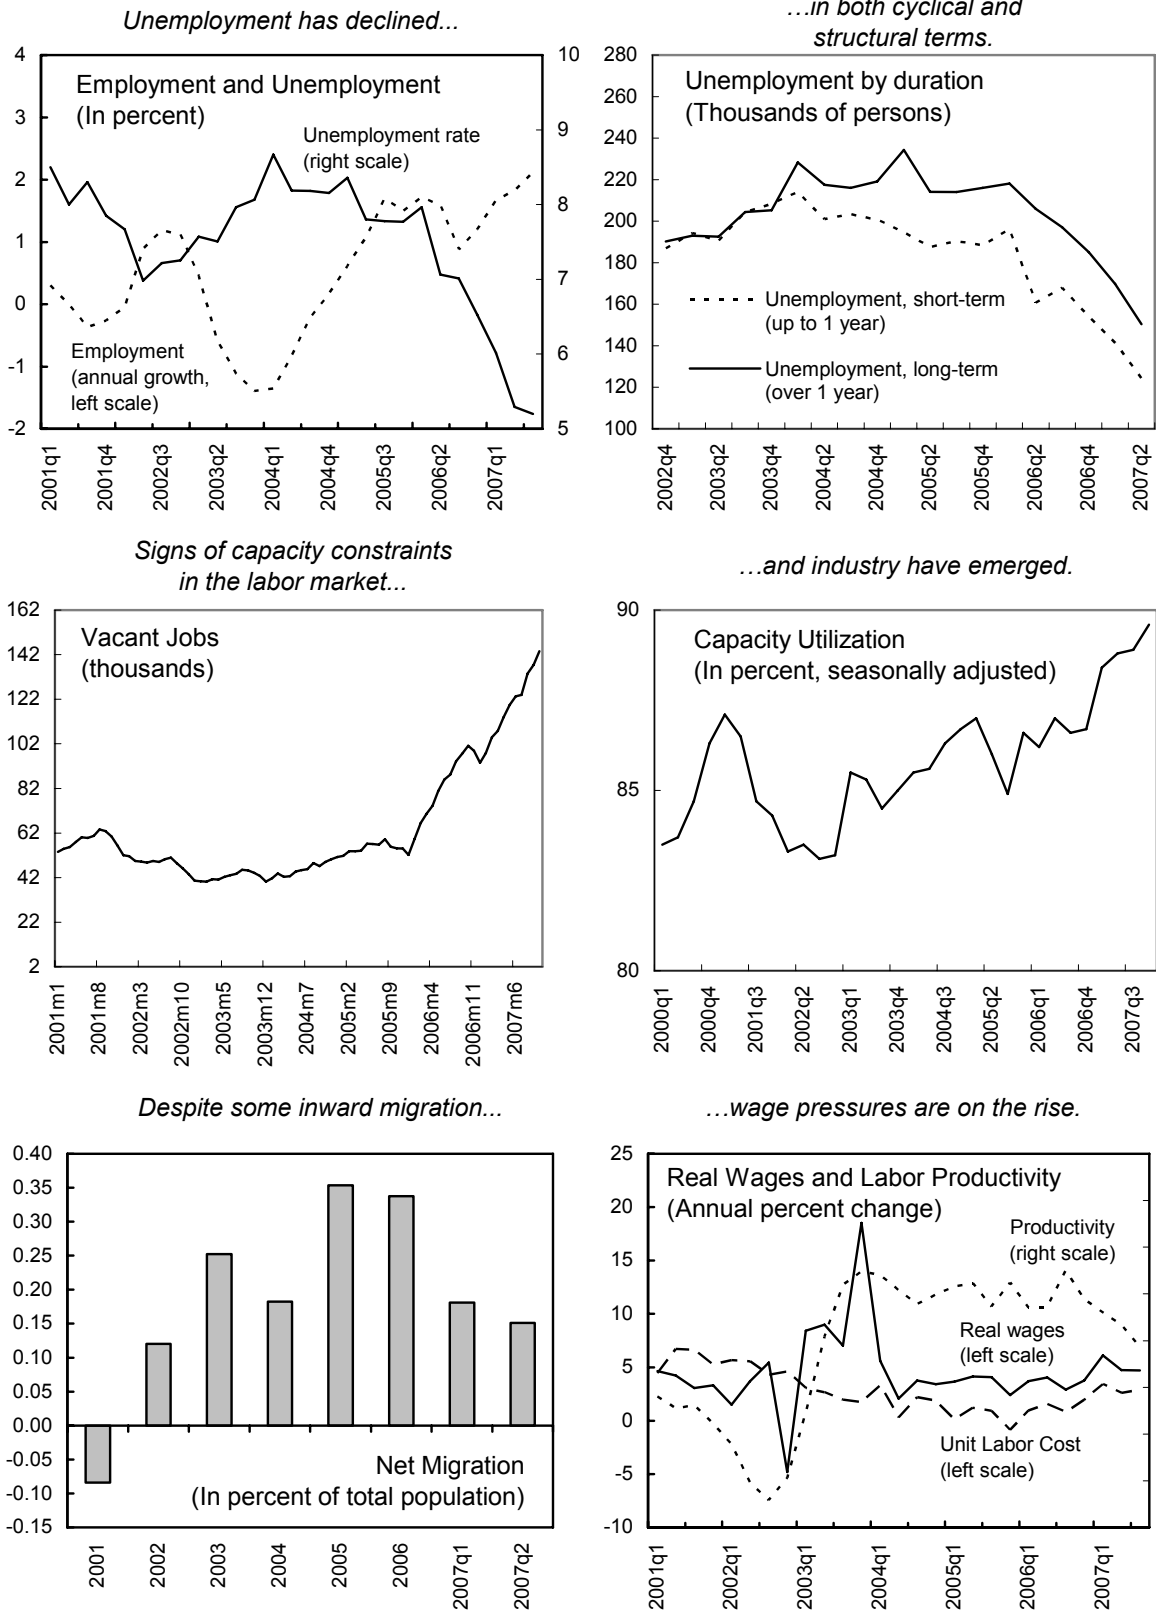 Unemployment has declined...
4
3
2
1
0
-1
-2
10
9
8
7
6
5
Employment and Unemployment
(In percent)
Unemployment rate
(right scale)
Employment
(annual growth,
left scale)
2001q1
2001q4
2002q3
2003q2
2004q1
2004q4
2005q3
2006q2
2007q1
...in both cyclical and
structural terms.
280
260
240
220
200
180
160
140
120
100
Unemployment by duration
(Thousands of persons)
Unemployment, short-term
(up to 1 year)
Unemployment, long-term
(over 1 year)
2002q4
2003q2
2003q4
2004q2
2004q4
2005q2
2005q4
2006q2
2006q4
2007q2
Signs of capacity constraints
in the labor market...
162
142
122
102
82
62
42
22
2
Vacant Jobs
(thousands)
2001m1
2001m8
2002m3
2002m10
2003m5
2003m12
2004m7
2005m2
2005m9
2006m4
2006m11
2007m6
…and industry have emerged.
90
85
80
Capacity Utilization
(In percent, seasonally adjusted)
2000q1
2000q4
2001q3
2002q2
2003q1
2003q4
2004q3
2005q2
2006q1
2006q4
2007q3
Despite some inward migration...
0.40
0.35
0.30
0.25
0.20
0.15
0.10
0.05
0.00
-0.05
-0.10
-0.15
Net Migration
(In percent of total population)
2001
2002
2003
2004
2005
2006
2007q1
2007q2
…wage pressures are on the rise.
25
20
15
10
5
0
-5
-10
Real Wages and Labor Productivity
(Annual percent change)
Productivity
(right scale)
Real wages
(left scale)
Unit Labor Cost
(left scale)
2001q1
2002q1
2003q1
2004q1
2005q1
2006q1
2007q1